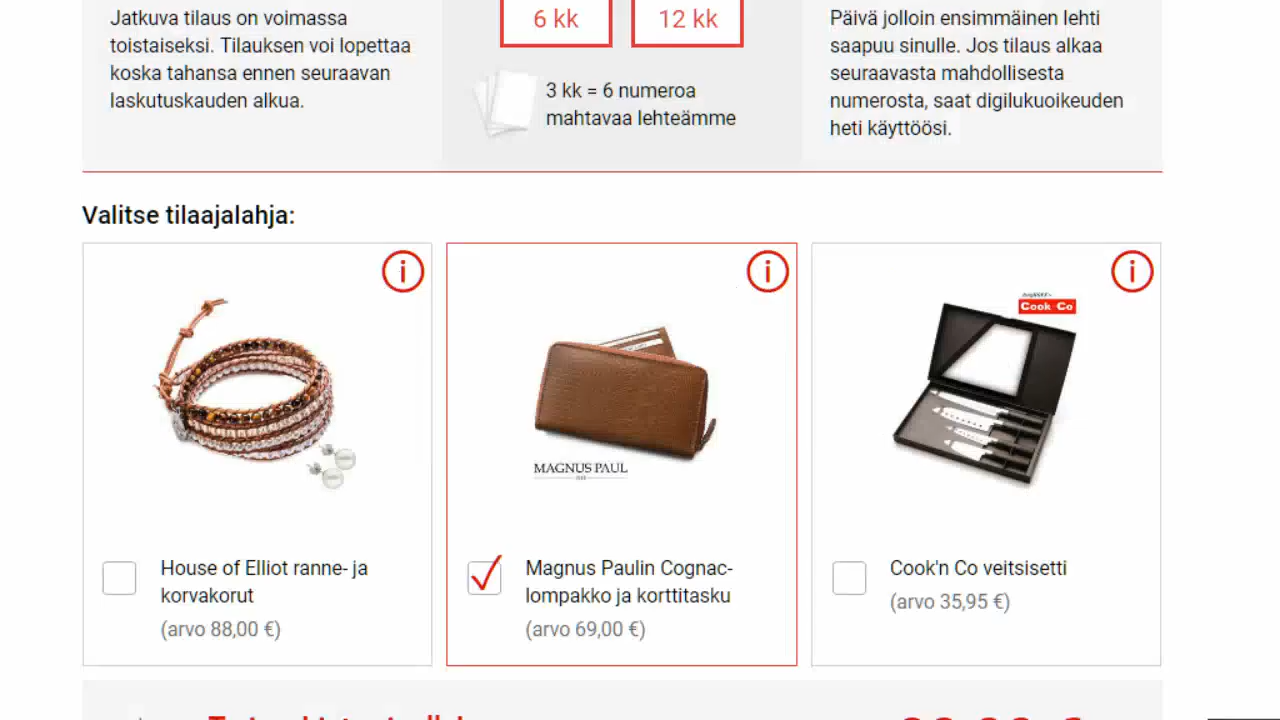 Jatkuva tilaus on voimassa
toistaiseksi. Tilauksen voi lopettaa
koska tahansa ennen seuraavan
laskutuskauden alkua.
6 kk
12 kk
3 kk = 6 numeroa
mahtavaa lehteämme
Päivä jolloin ensimmäinen lehti
saapuu sinulle. Jos tilaus alkaa
seuraavasta mahdollisesta
numerosta, saat digilukuoikeuden
heti käyttöösi.
Valitse tilaajalahja:
i
i
i
MAGNUS PAUL
Cook Co
House of Elliot ranne- ja
korvakorut
(arvo 88,00 €)
Magnus Paulin Cognac-
lompakko ja korttitasku
(arvo 69,00 €)
Cook'n Co veitsisetti
(arvo 35,95 €)